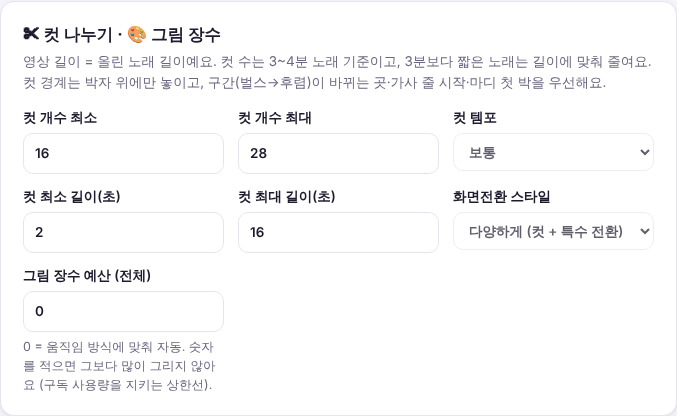 ✂ 컷 나누기 · 🎨 그림 장수
영상 길이 = 올린 노래 길이예요. 컷 수는 3~4분 노래 기준이고, 3분보다 짧은 노래는 길이에 맞춰 줄여요.
컷 경계는 박자 위에만 놓이고, 구간(벌스→후렴)이 바뀌는 곳·가사 줄 시작·마디 첫 박을 우선해요.
컷 개수 최소
컷 개수 최대
컷 템포
16
28
보통
컷 최소 길이(초)
컷 최대 길이(초)
화면전환 스타일
2
16
다양하게 (컷 + 특수 전환)
그림 장수 예산 (전체)
0
0 = 움직임 방식에 맞춰 자동. 숫자
를 적으면 그보다 많이 그리지 않아
요 (구독 사용량을 지키는 상한선).